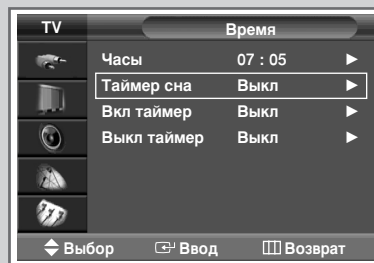 TV Время
Часы 07 : 05 ►
Таймер сна Выкл ►
Вкл таймер Выкл ►
Выкл таймер Выкл ►
Выбор Ввод Возврат